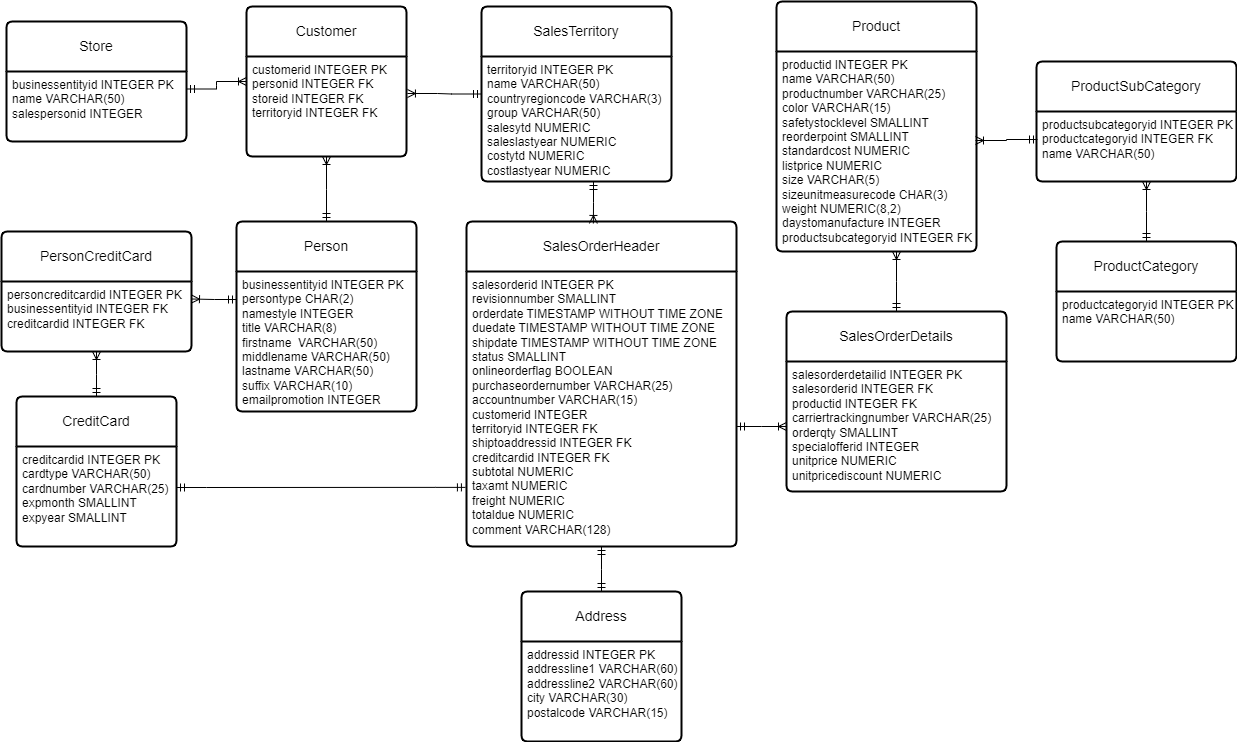 Store
businessentityid INTEGER PK
name VARCHAR(50)
salespersonid INTEGER
Customer
customerid INTEGER PK
personid INTEGER FK
storeid INTEGER FK
territoryid INTEGER FK
SalesTerritory
territoryid INTEGER PK
name VARCHAR(50)
countryregioncode VARCHAR(3)
group VARCHAR(50)
salesytd NUMERIC
saleslastyear NUMERIC
costytd NUMERIC
costlastyear NUMERIC
Product
productid INTEGER PK
name VARCHAR(50)
productnumber VARCHAR(25)
color VARCHAR(15)
safetystocklevel SMALLINT
reorderpoint SMALLINT
standardcost NUMERIC
listprice NUMERIC
size VARCHAR(5)
sizeunitmeasurecode CHAR(3)
weight NUMERIC(8,2)
daystomanufacture INTEGER
productsubcategoryid INTEGER FK
ProductSubCategory
productsubcategoryid INTEGER PK
productcategoryid INTEGER FK
name VARCHAR(50)
PersonCreditCard
personcreditcardid INTEGER PK
businessentityid INTEGER FK
creditcardid INTEGER FK
Person
businessentityid INTEGER PK
persontype CHAR(2)
namestyle INTEGER
title VARCHAR(8)
firstname  VARCHAR(50)
middlename VARCHAR(50)
lastname VARCHAR(50)
suffix VARCHAR(10)
emailpromotion INTEGER
SalesOrderHeader
salesorderid INTEGER PK
revisionnumber SMALLINT
orderdate TIMESTAMP WITHOUT TIME ZONE
duedate TIMESTAMP WITHOUT TIME ZONE
shipdate TIMESTAMP WITHOUT TIME ZONE
status SMALLINT
onlineorderflag BOOLEAN
purchaseordernumber VARCHAR(25)
accountnumber VARCHAR(15)
customerid INTEGER
territoryid INTEGER FK
shiptoaddressid INTEGER FK
creditcardid INTEGER FK
subtotal NUMERIC
taxamt NUMERIC
freight NUMERIC
totaldue NUMERIC
comment VARCHAR(128)
ProductCategory
productcategoryid INTEGER PK
name VARCHAR(50)
SalesOrderDetails
salesorderdetailid INTEGER PK
salesorderid INTEGER FK
productid INTEGER FK
carriertrackingnumber VARCHAR(25)
orderqty SMALLINT
specialofferid INTEGER
unitprice NUMERIC
unitpricediscount NUMERIC
CreditCard
creditcardid INTEGER PK
cardtype VARCHAR(50)
cardnumber VARCHAR(25)
expmonth SMALLINT
expyear SMALLINT
Address
addressid INTEGER PK
addressline1 VARCHAR(60)
addressline2 VARCHAR(60)
city VARCHAR(30)
postalcode VARCHAR(15)